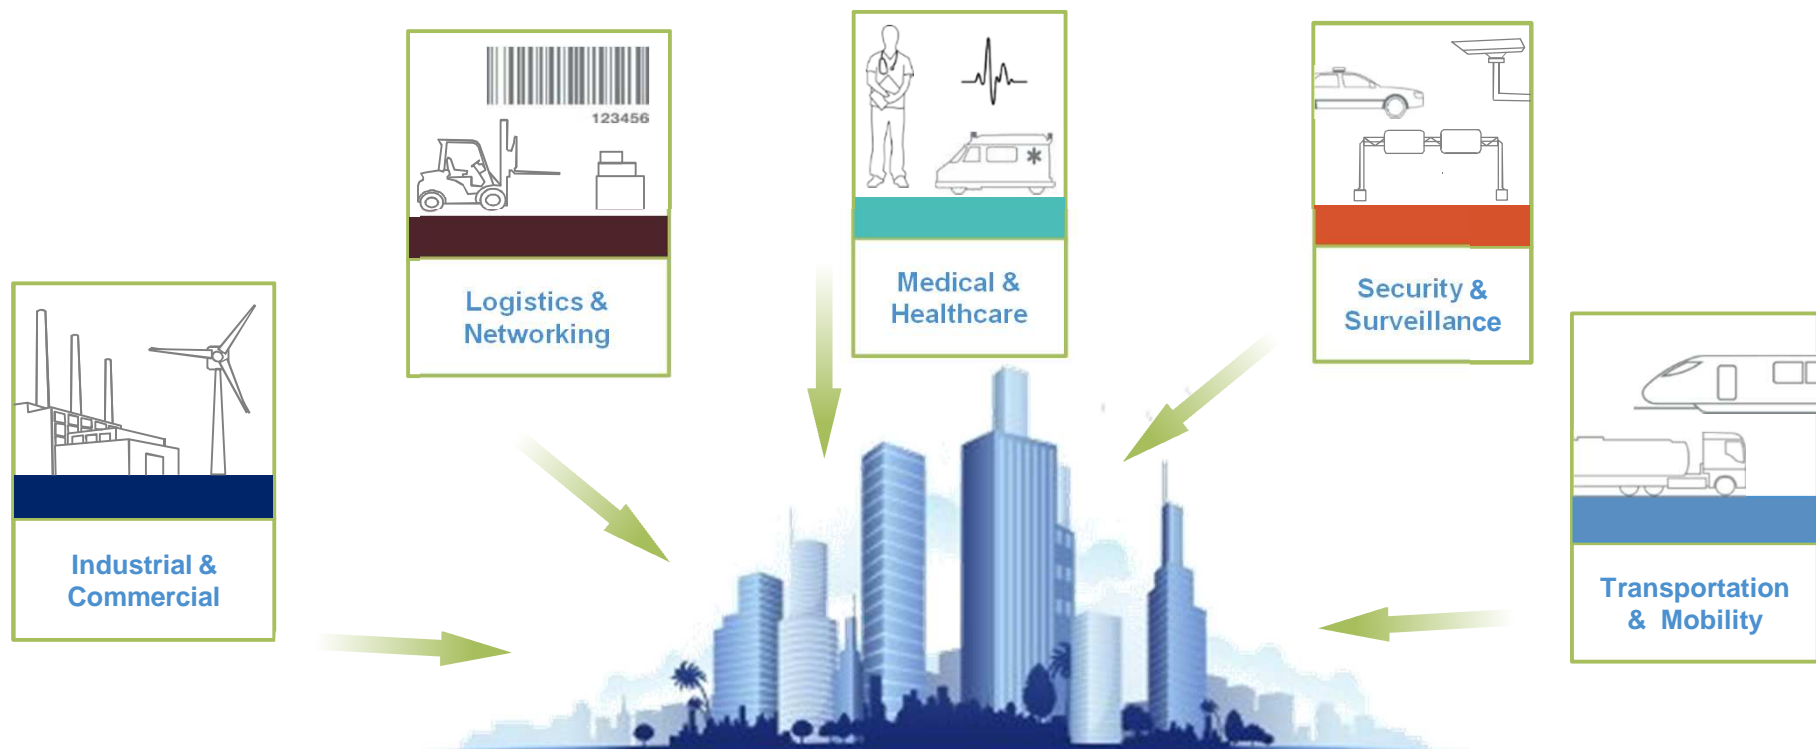 123456
Logistics &
Networking
Medical &
Healthcare
Security &
Surveillance
Industrial &
Commercial
Transportation
& Mobility